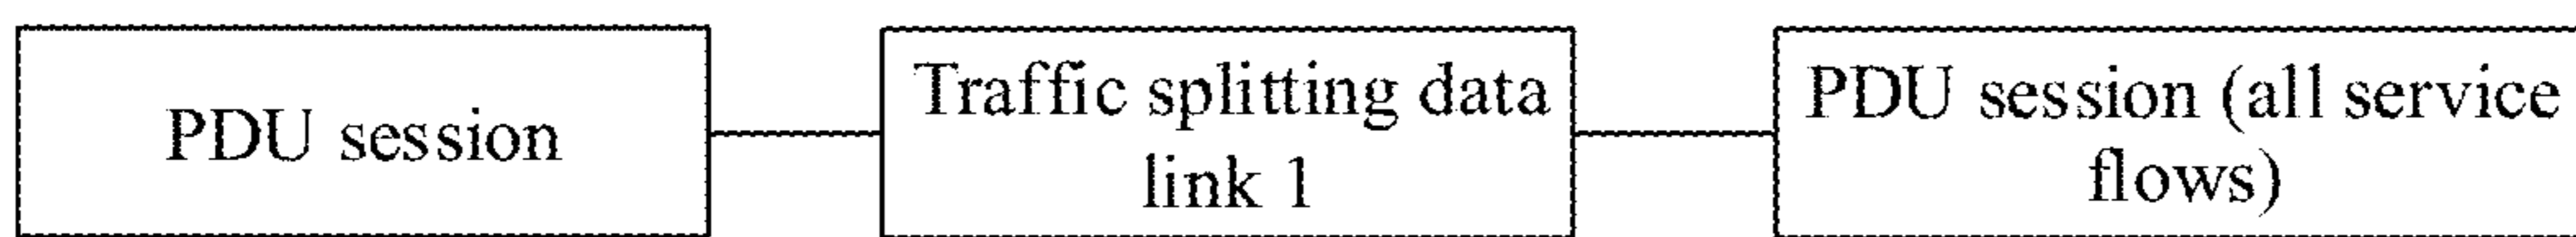 PDU session
Traffic splitting data
link 1
PDU session (all service
flows)